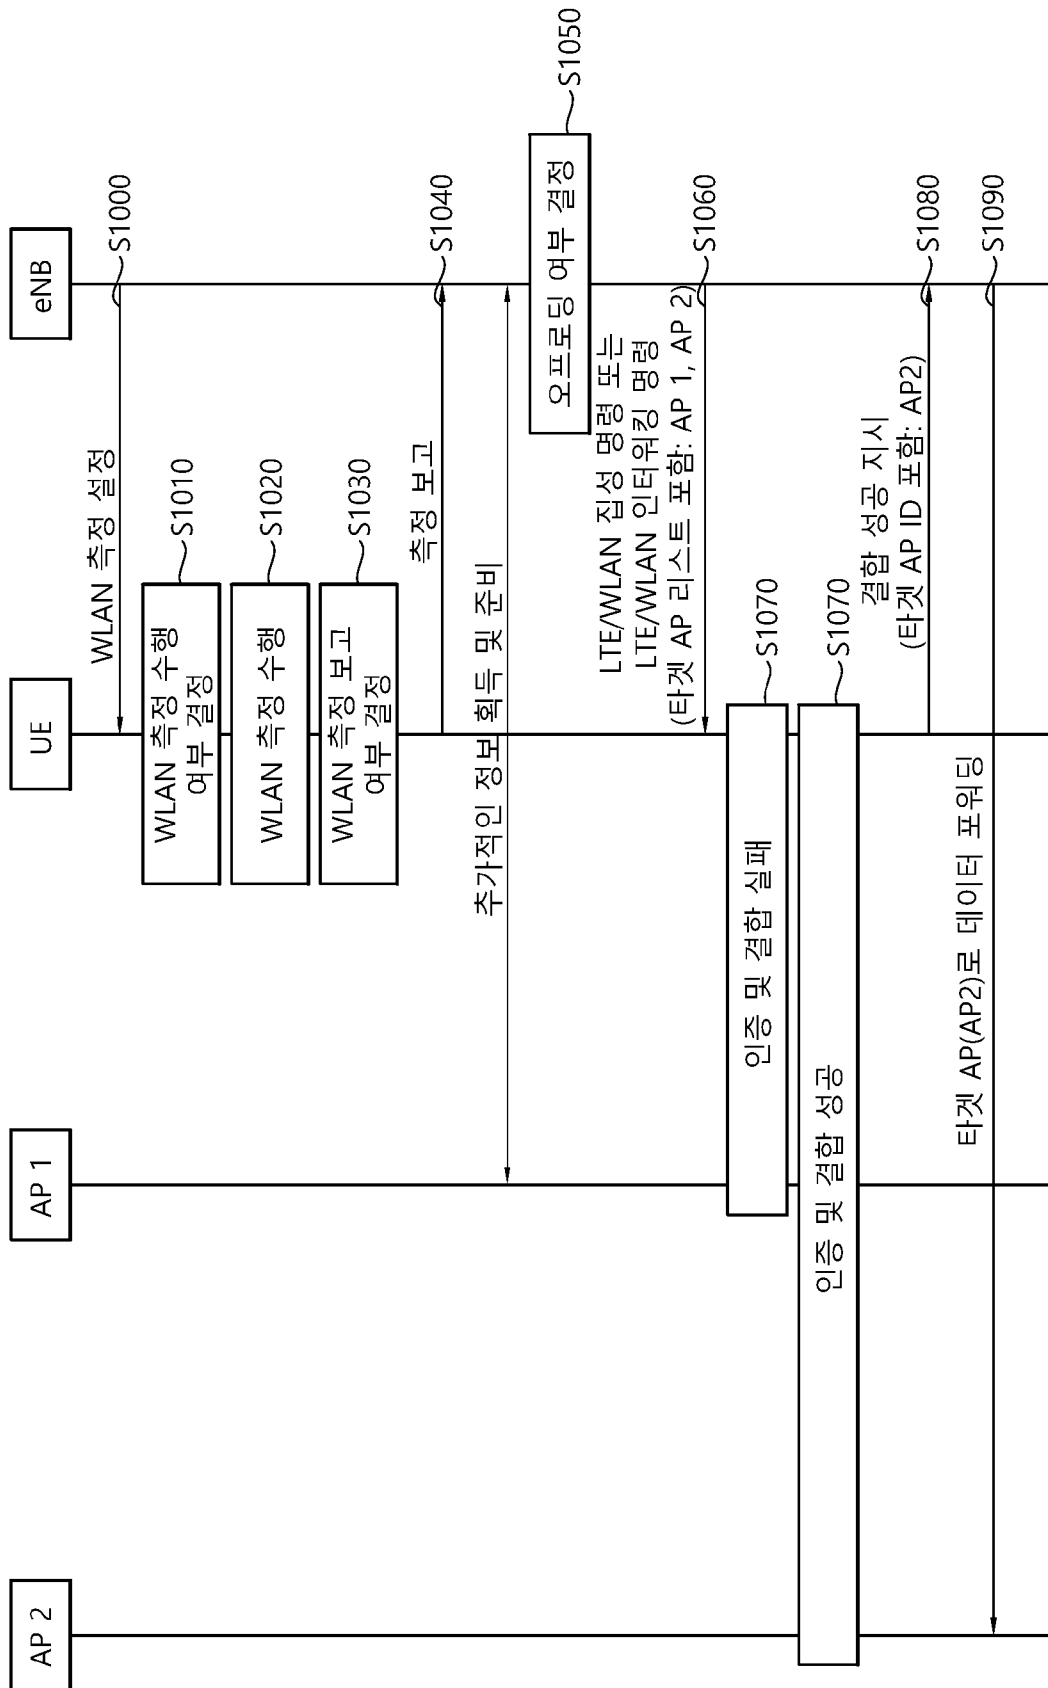 AP 2
AP 1
UE
eNB
WLAN 측정 설정
S1000
WLAN 측정 수행
여부 결정
S1010
WLAN 측정 수행
S1020
WLAN 측정 보고
여부 결정
S1030
측정 보고
S1040
추가적인 정보 획득 및 준비
오프로딩 여부 결정
S1050
LTE/WLAN 집성 명령 또는
LTE/WLAN 인터워킹 명령
(타겟 AP 리스트 포함: AP 1, AP 2)
S1060
인증 및 결합 실패
S1070
인증 및 결합 성공
S1070
결합 성공 지시
(타겟 AP ID 포함: AP2)
S1080
타겟 AP(AP2)로 데이터 포워딩
S1090